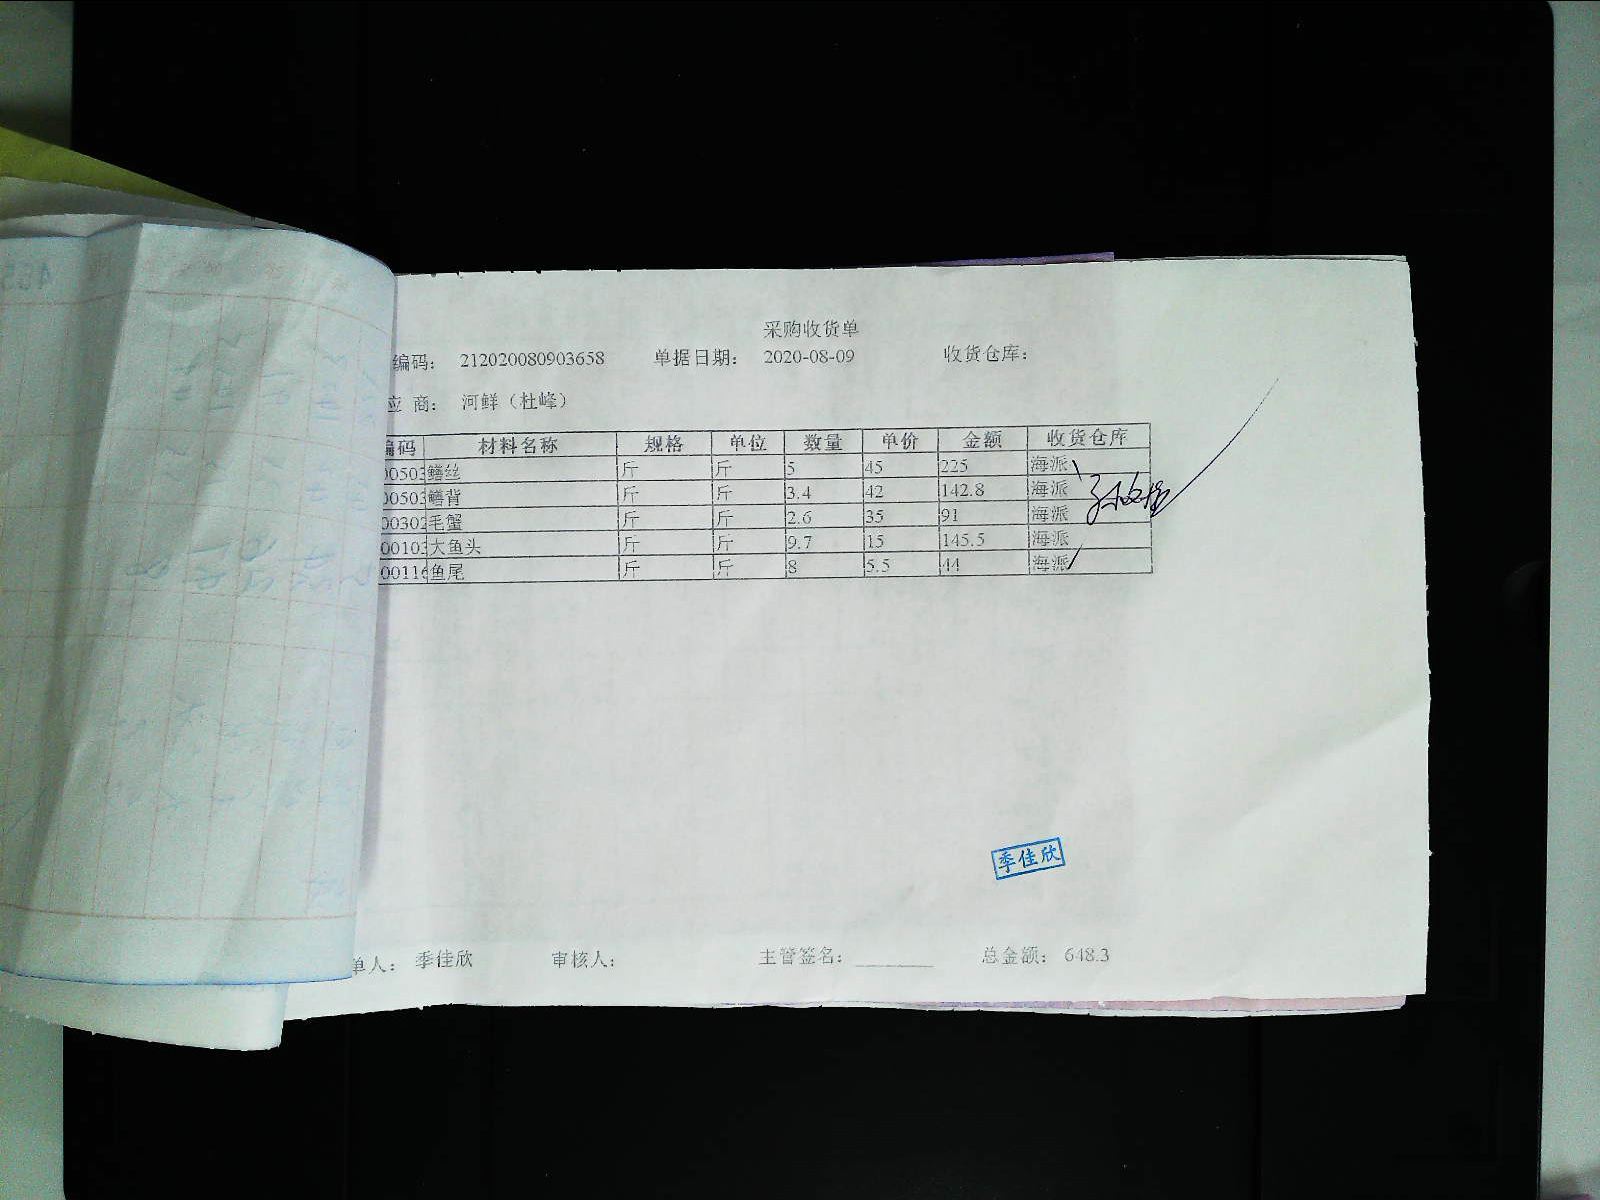 采购收货单
编码： 212020080903658 单据日期： 2020-08-09 收货仓库：
应 商： 河鲜（杜峰）
编码 材料名称 规格 单位 数量 单价 金额 收货仓库
00503 鳝丝 斤 斤 5 45 225 海派
00503 鳝背 斤 斤 3.4 42 142.8 海派
00302 毛蟹 斤 斤 2.6 35 91 海派
00103 大鱼头 斤 斤 9.7 15 145.5 海派
00116 鱼尾 斤 斤 8 5.5 44 海派
季佳欣
单人： 季佳欣 审核人： 主管签名： 总金额： 648.3